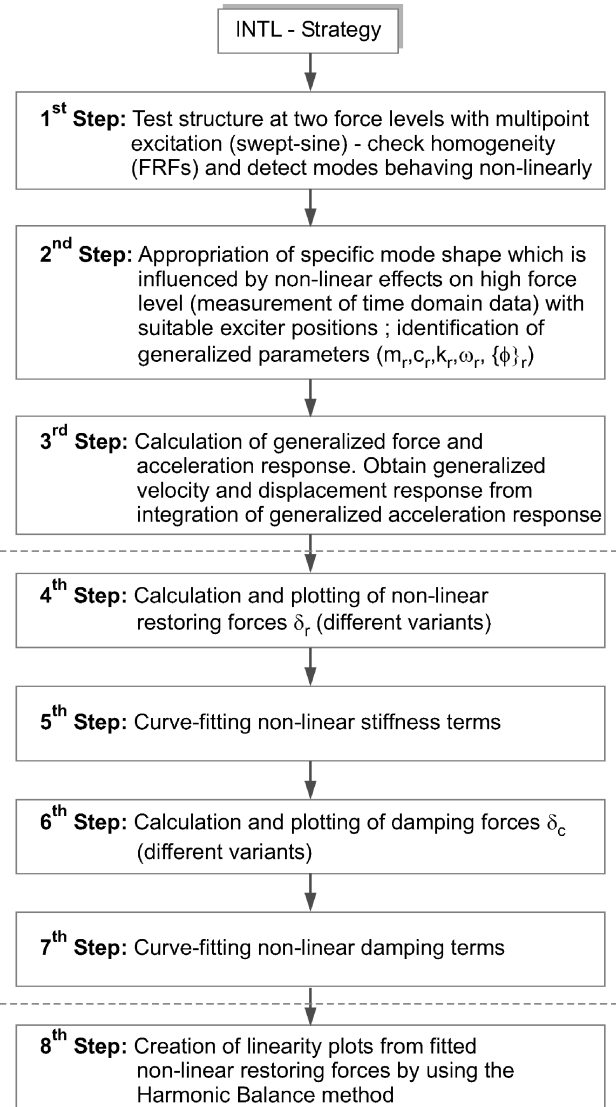 INTL - Strategy
1st Step: Test structure at two force levels with multipoint
excitation (swept-sine) - check homogeneity
(FRFs) and detect modes behaving non-linearly
2nd Step: Appropriation of specific mode shape which is
influenced by non-linear effects on high force
level (measurement of time domain data) with
suitable exciter positions ; identification of
generalized parameters (mr,cr,kr,ωr, {ϕ}r)
3rd Step: Calculation of generalized force and
acceleration response. Obtain generalized
velocity and displacement response from
integration of generalized acceleration response
4th Step: Calculation and plotting of non-linear
restoring forces δr (different variants)
5th Step: Curve-fitting non-linear stiffness terms
6th Step: Calculation and plotting of damping forces δc
(different variants)
7th Step: Curve-fitting non-linear damping terms
8th Step: Creation of linearity plots from fitted
non-linear restoring forces by using the
Harmonic Balance method